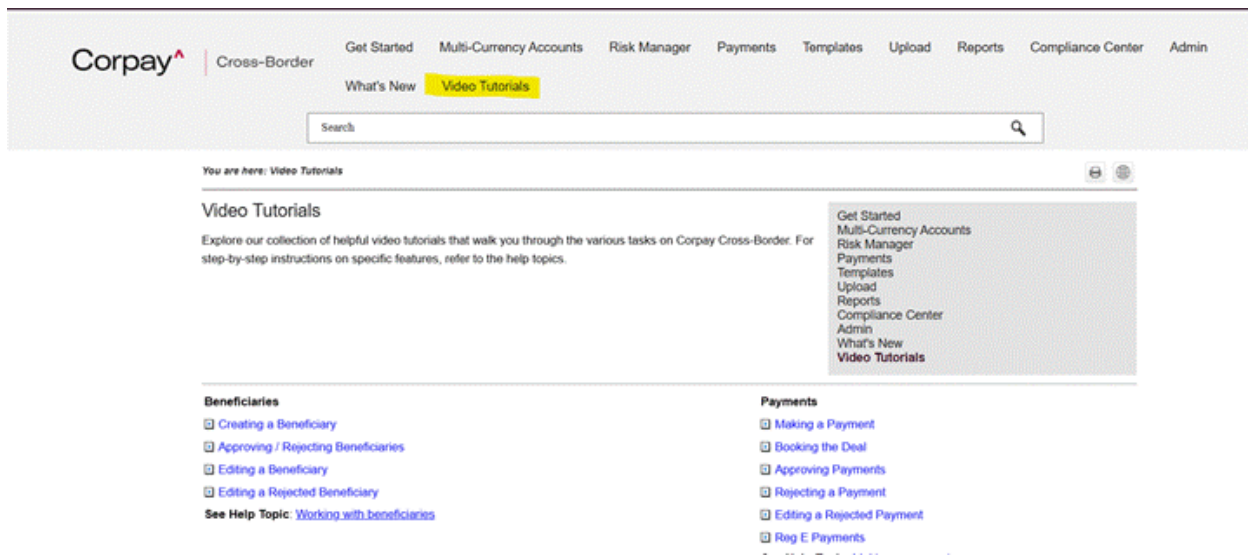 Corpay^ Cross-Border
Get Started Multi-Currency Accounts Risk Manager Payments Templates Upload Reports Compliance Center Admin
What's New Video Tutorials
Search
You are here: Video Tutorials
Video Tutorials
Explore our collection of helpful video tutorials that walk you through the various tasks on Corpay Cross-Border. For
step-by-step instructions on specific features, refer to the help topics.
Get Started
Multi-Currency Accounts
Risk Manager
Payments
Templates
Upload
Reports
Compliance Center
Admin
What's New
Video Tutorials
Beneficiaries
Creating a Beneficiary
Approving / Rejecting Beneficiaries
Editing a Beneficiary
Editing a Rejected Beneficiary
See Help Topic: Working with beneficiaries
Payments
Making a Payment
Booking the Deal
Approving Payments
Rejecting a Payment
Editing a Rejected Payment
Reg E Payments